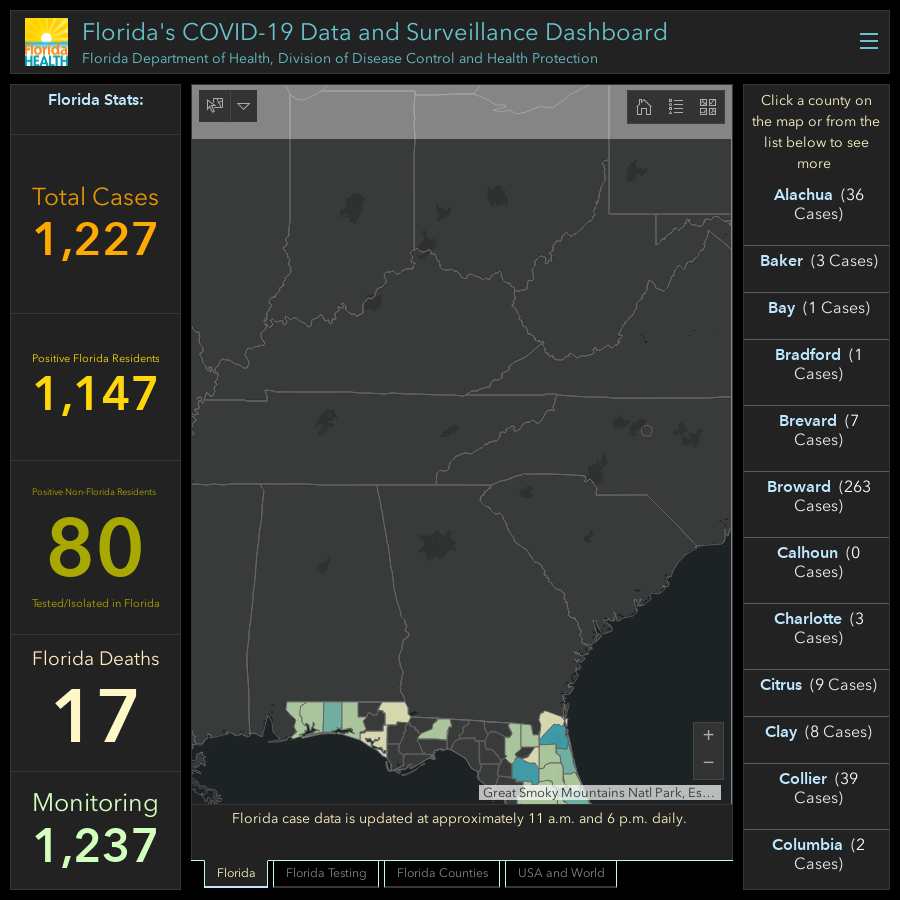 Florida
HEALTH
Florida's COVID-19 Data and Surveillance Dashboard
Florida Department of Health, Division of Disease Control and Health Protection
Florida Stats:
Total Cases
1,227
Positive Florida Residents
1,147
Positive Non-Florida Residents
80
Tested/Isolated in Florida
Florida Deaths
17
Monitoring
1,237
Great Smoky Mountains Natl Park, Es...
Florida case data is updated at approximately 11 a.m. and 6 p.m. daily.
Florida
Florida Testing
Florida Counties
USA and World
Click a county on
the map or from the
list below to see
more
Alachua (36
Cases)
Baker (3 Cases)
Bay (1 Cases)
Bradford (1
Cases)
Brevard (7
Cases)
Broward (263
Cases)
Calhoun (0
Cases)
Charlotte (3
Cases)
Citrus (9 Cases)
Clay (8 Cases)
Collier (39
Cases)
Columbia (2
Cases)